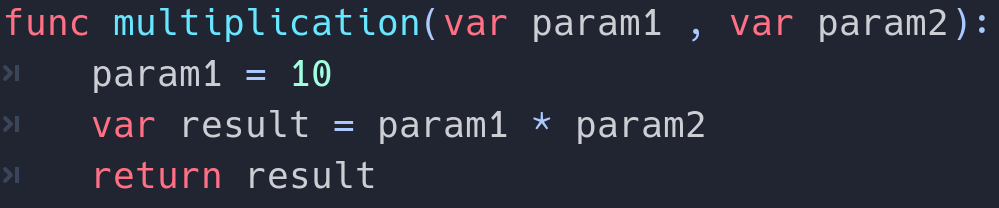 func multiplication(var param1 , var param2):
param1 = 10
var result = param1 * param2
return result